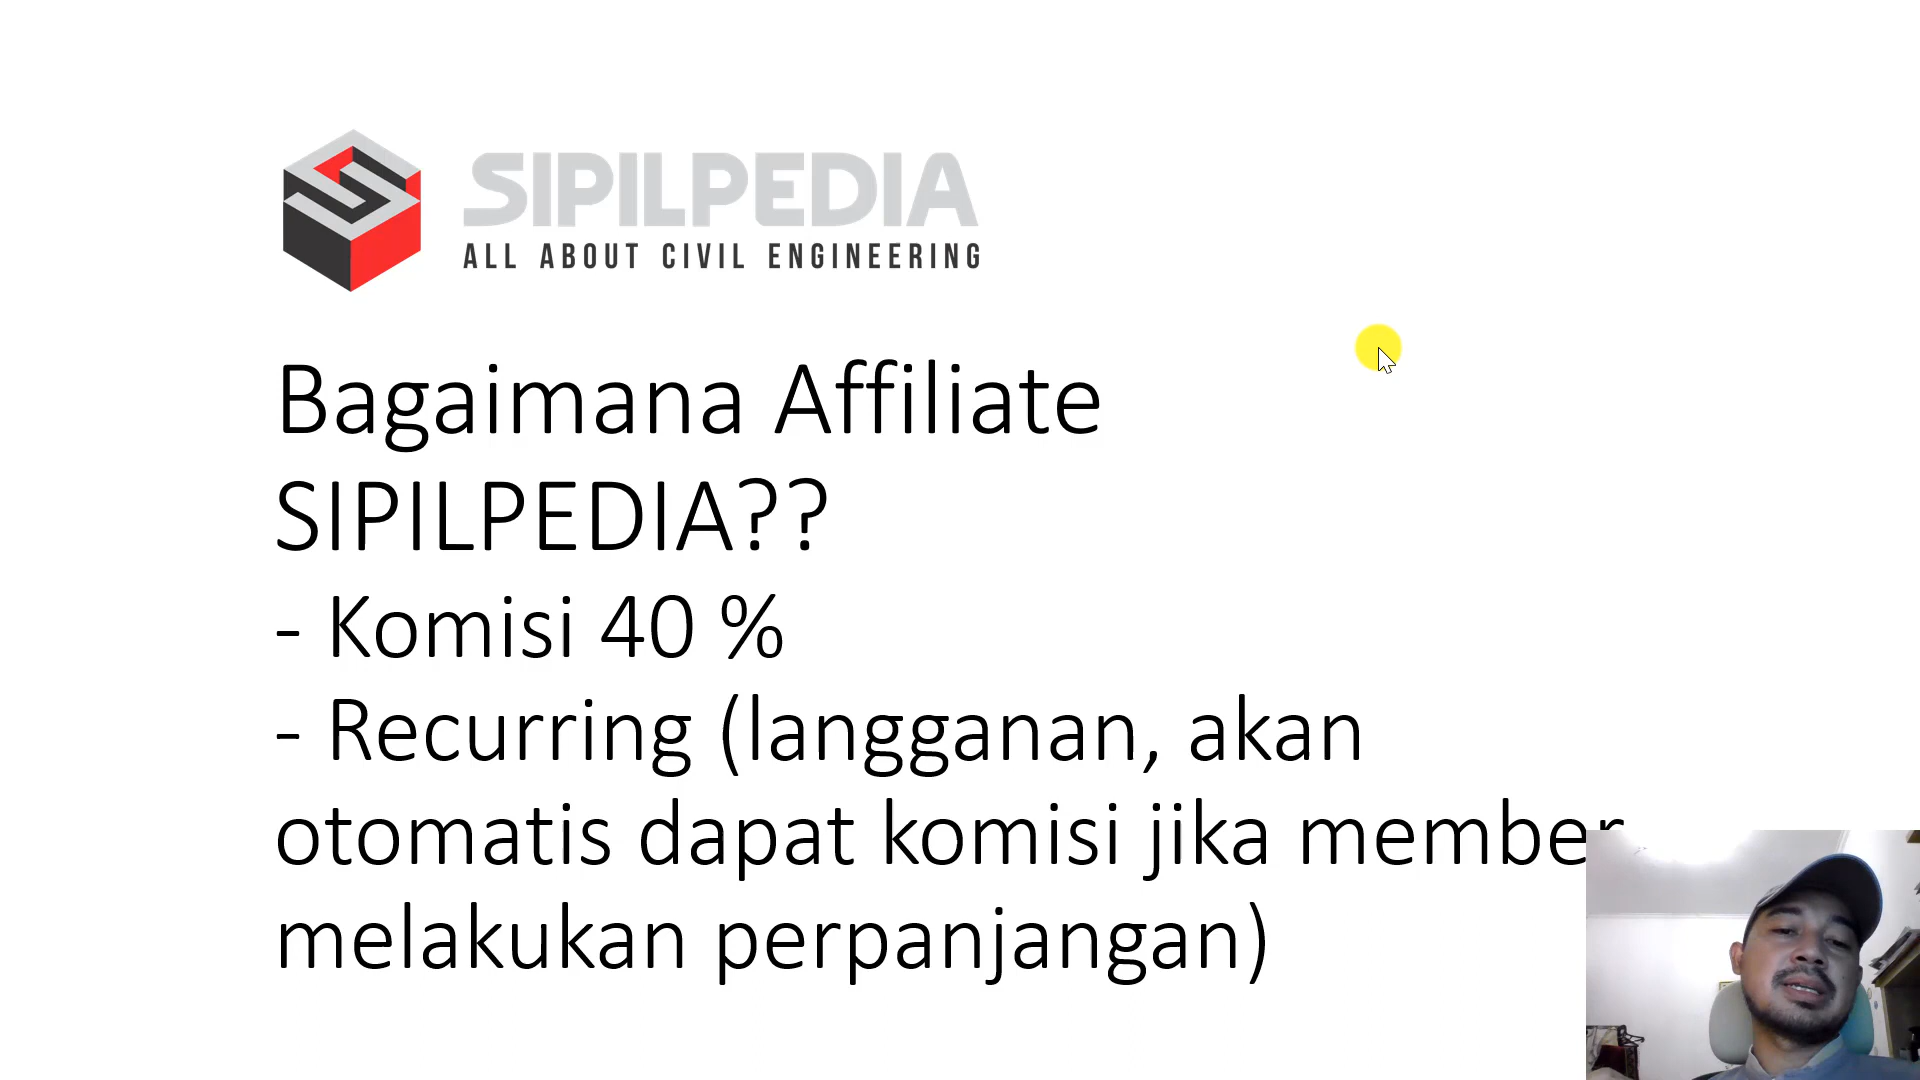 SIPILPEDIA
ALL ABOUT CIVIL ENGINEERING
Bagaimana Affiliate
SIPILPEDIA??
- Komisi 40 %
- Recurring (langganan, akan
otomatis dapat komisi jika member
melakukan perpanjangan)